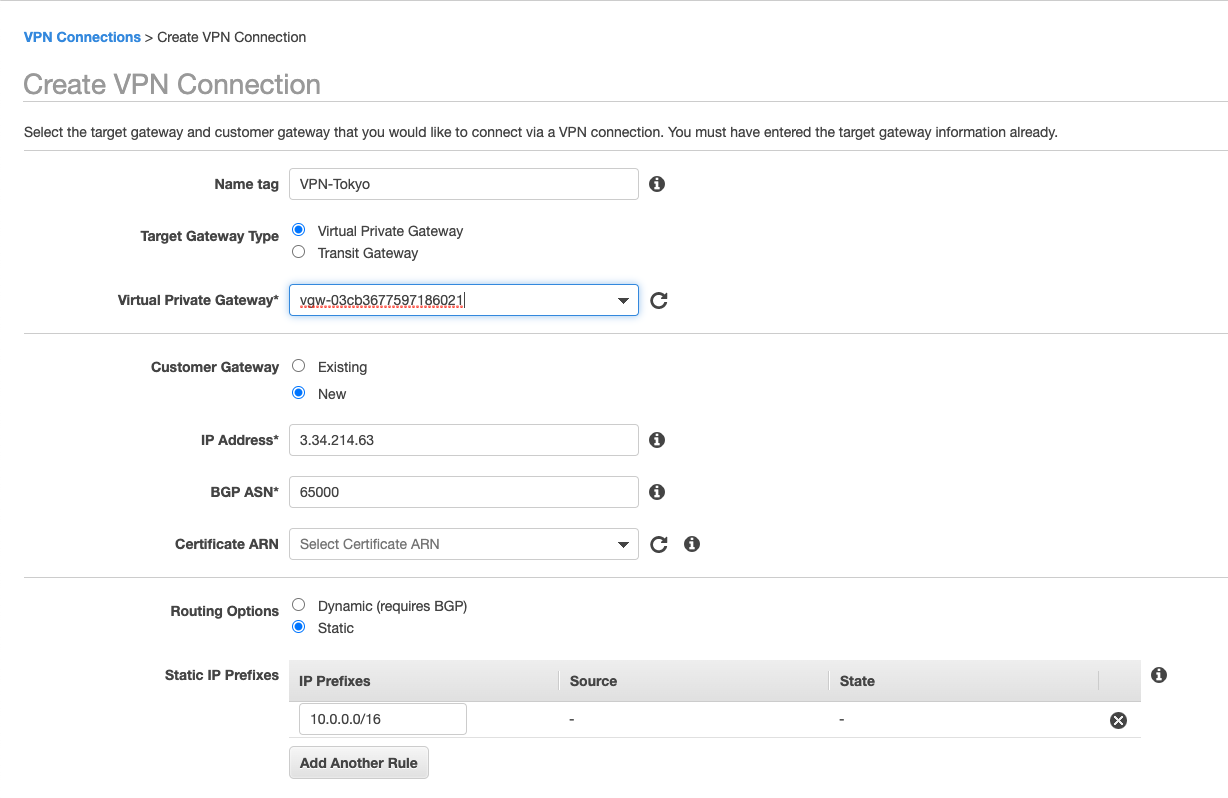 VPN Connections > Create VPN Connection
Create VPN Connection
Select the target gateway and customer gateway that you would like to connect via a VPN connection. You must have entered the target gateway information already.
Name tag VPN-Tokyo
Target Gateway Type Virtual Private Gateway
Transit Gateway
Virtual Private Gateway* vgw-03cb3677597186021
Customer Gateway Existing
New
IP Address* 3.34.214.63
BGP ASN* 65000
Certificate ARN Select Certificate ARN
Routing Options Dynamic (requires BGP)
Static
Static IP Prefixes IP Prefixes Source State
10.0.0.0/16 - -
Add Another Rule